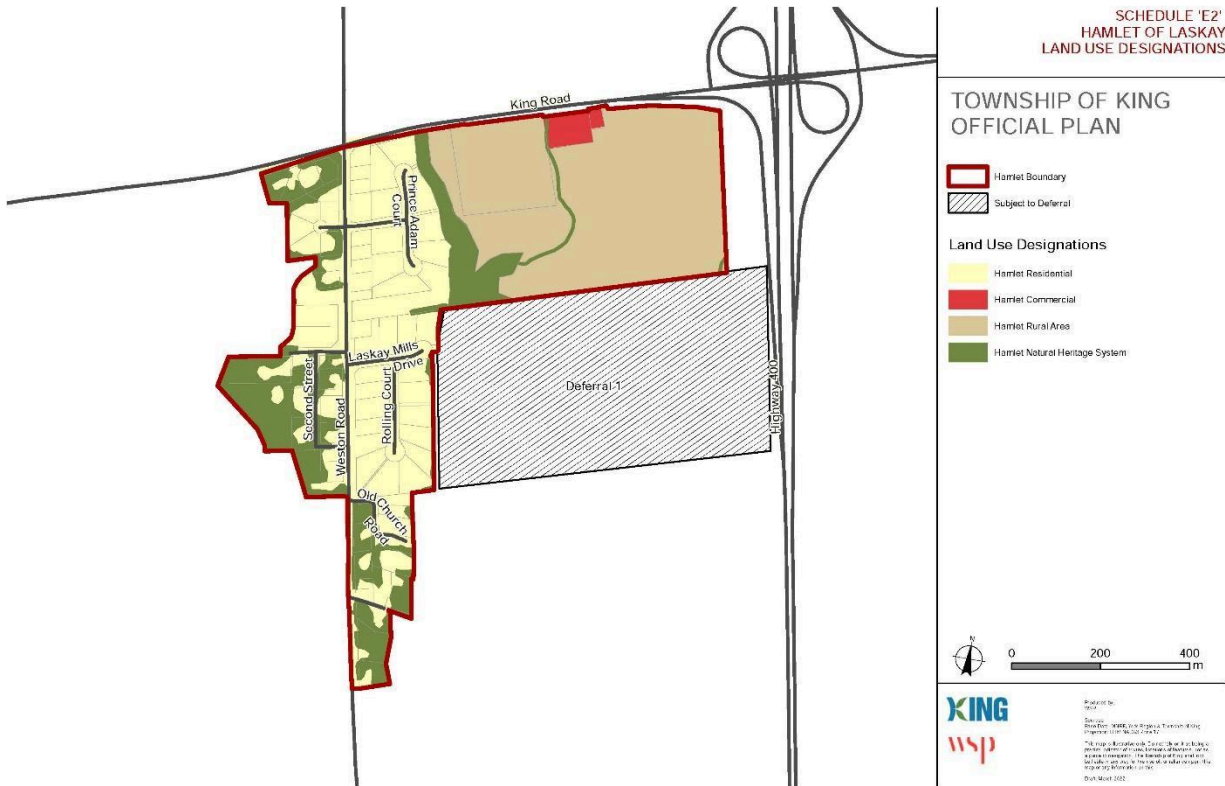 SCHEDULE 'E2'
HAMLET OF LASKAY
LAND USE DESIGNATIONS
TOWNSHIP OF KING
OFFICIAL PLAN
Hamlet Boundary
Subject to Deferral
Land Use Designations
Hamlet Residential
Hamlet Commercial
Hamlet Rural Area
Hamlet Natural Heritage System
King Road
Prince Adam
Court
Laskay Mills
Drive
Second Street
Weston Road
Rolling Court
Old Church
Road
Deferral 1
Highway 400
N
0 200 400
m
KING
wsp
Produced by:
Draft March 2022